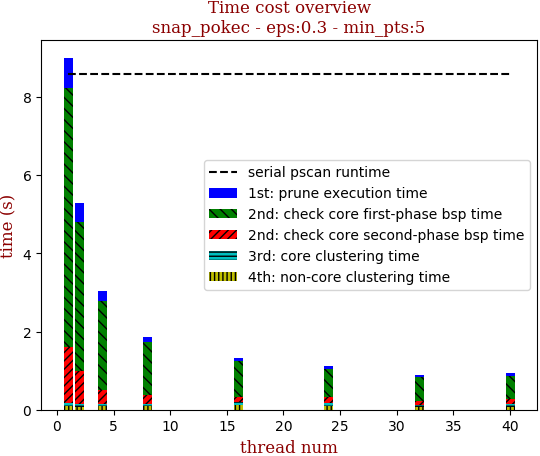 Time cost overview
snap_pokec - eps:0.3 - min_pts:5
time (s)
8
6
4
2
0
serial pscan runtime
1st: prune execution time
2nd: check core first-phase bsp time
2nd: check core second-phase bsp time
3rd: core clustering time
4th: non-core clustering time
0 5 10 15 20 25 30 35 40
thread num